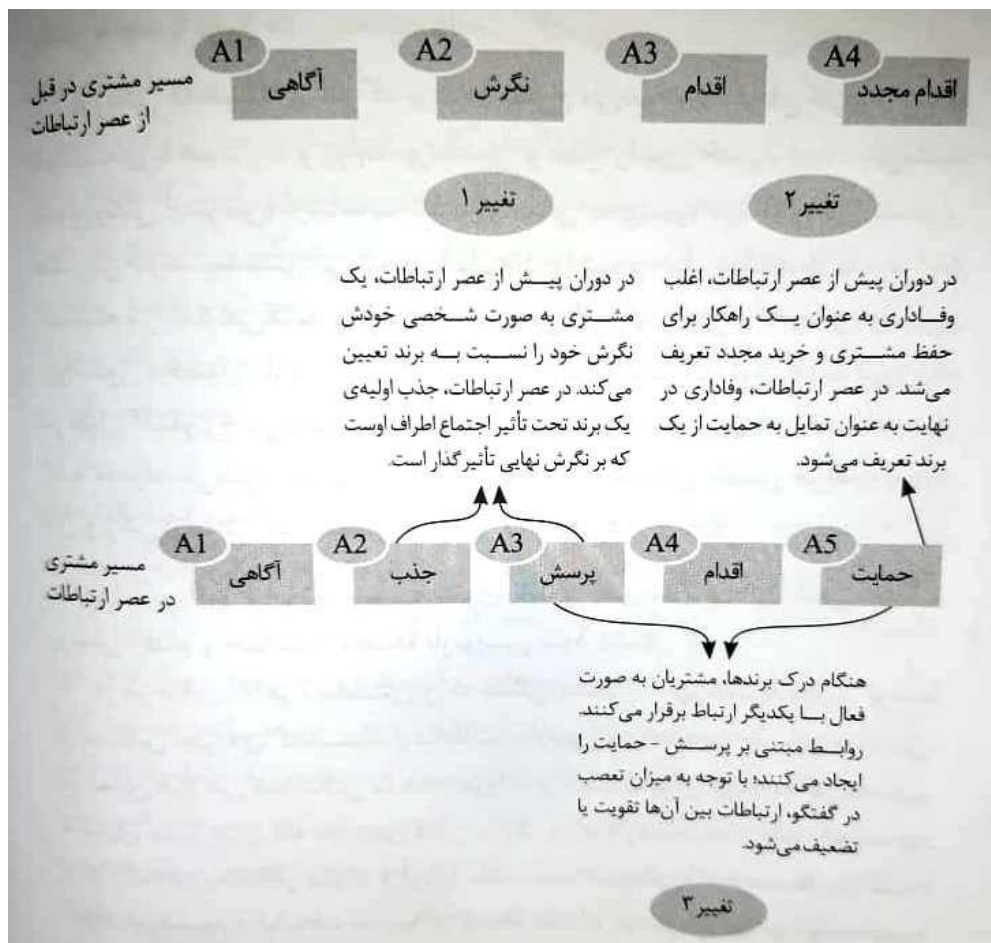 مسیر مشتری در قبل
از عصر ارتباطات
A1
آگاهی
A2
نگرش
A3
اقدام
A4
اقدام مجدد
تغییر ۱
در دوران پیش از عصر ارتباطات، یک
مشتری به صورت شخصی خودش
نگرش خود را نسبت به برند تعیین
می‌کند. در عصر ارتباطات، جذب اولیه‌ی
یک برند تحت تأثیر اجتماع اطراف اوست
که بر نگرش نهایی تأثیرگذار است.
تغییر ۲
در دوران پیش از عصر ارتباطات، اغلب
وفاداری به عنوان یک راهکار برای
حفظ مشتری و خرید مجدد تعریف
می‌شد. در عصر ارتباطات، وفاداری در
نهایت به عنوان تمایل به حمایت از یک
برند تعریف می‌شود.
مسیر مشتری
در عصر ارتباطات
A1
آگاهی
A2
جذب
A3
پرسش
A4
اقدام
A5
حمایت
هنگام درک برندها، مشتریان به صورت
فعال با یکدیگر ارتباط برقرار می‌کنند.
روابط مبتنی بر پرسش - حمایت را
ایجاد می‌کنند؛ با توجه به میزان تعصب
در گفتگو، ارتباطات بین آن‌ها تقویت یا
تضعیف می‌شود.
تغییر ۳